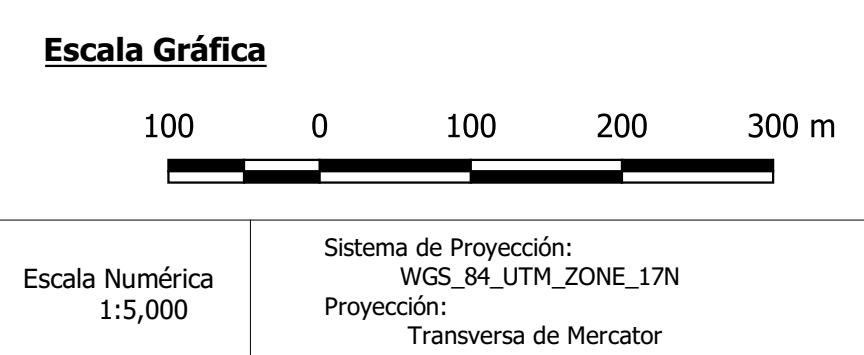 Escala Gráfica
100 0 100 200 300 m
Escala Numérica
1:5,000
Sistema de Proyección:
WGS_84_UTM_ZONE_17N
Proyección:
Transversa de Mercator